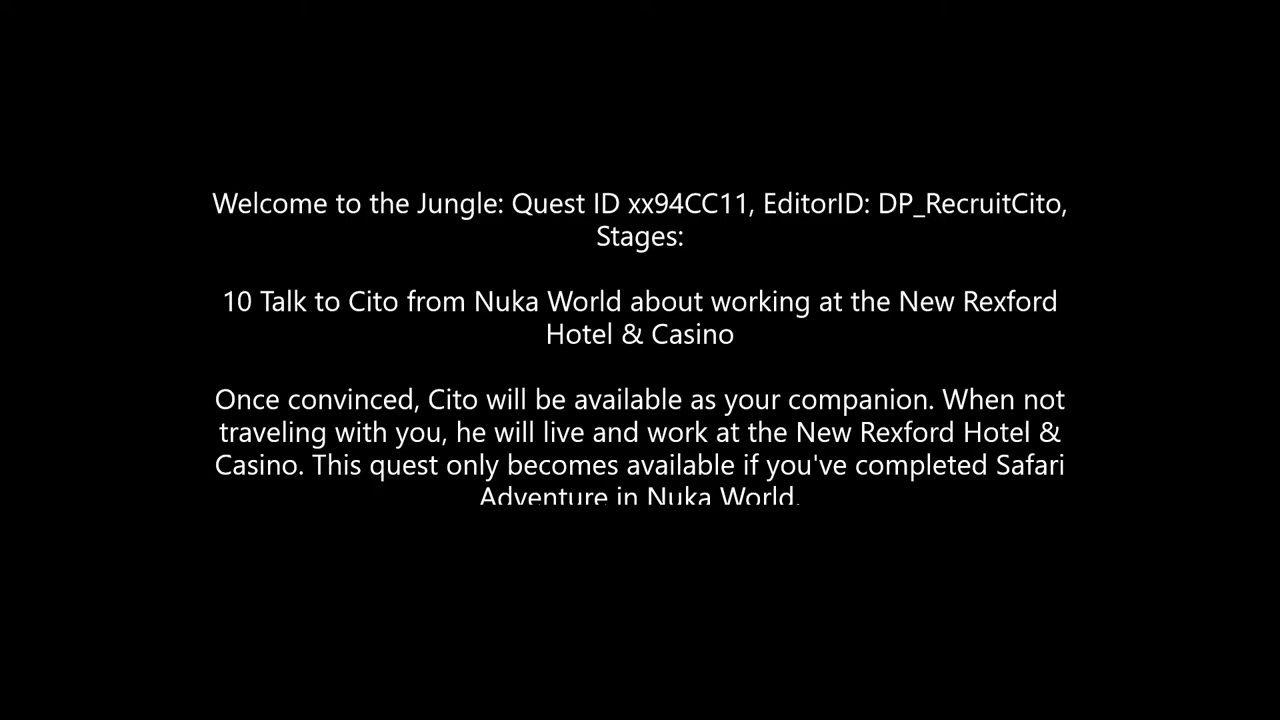 Welcome to the Jungle: Quest ID xx94CC11, EditorID: DP_RecruitCito,
Stages:
10 Talk to Cito from Nuka World about working at the New Rexford
Hotel & Casino
Once convinced, Cito will be available as your companion. When not
traveling with you, he will live and work at the New Rexford Hotel &
Casino. This quest only becomes available if you've completed Safari
Adventure in Nuka World.